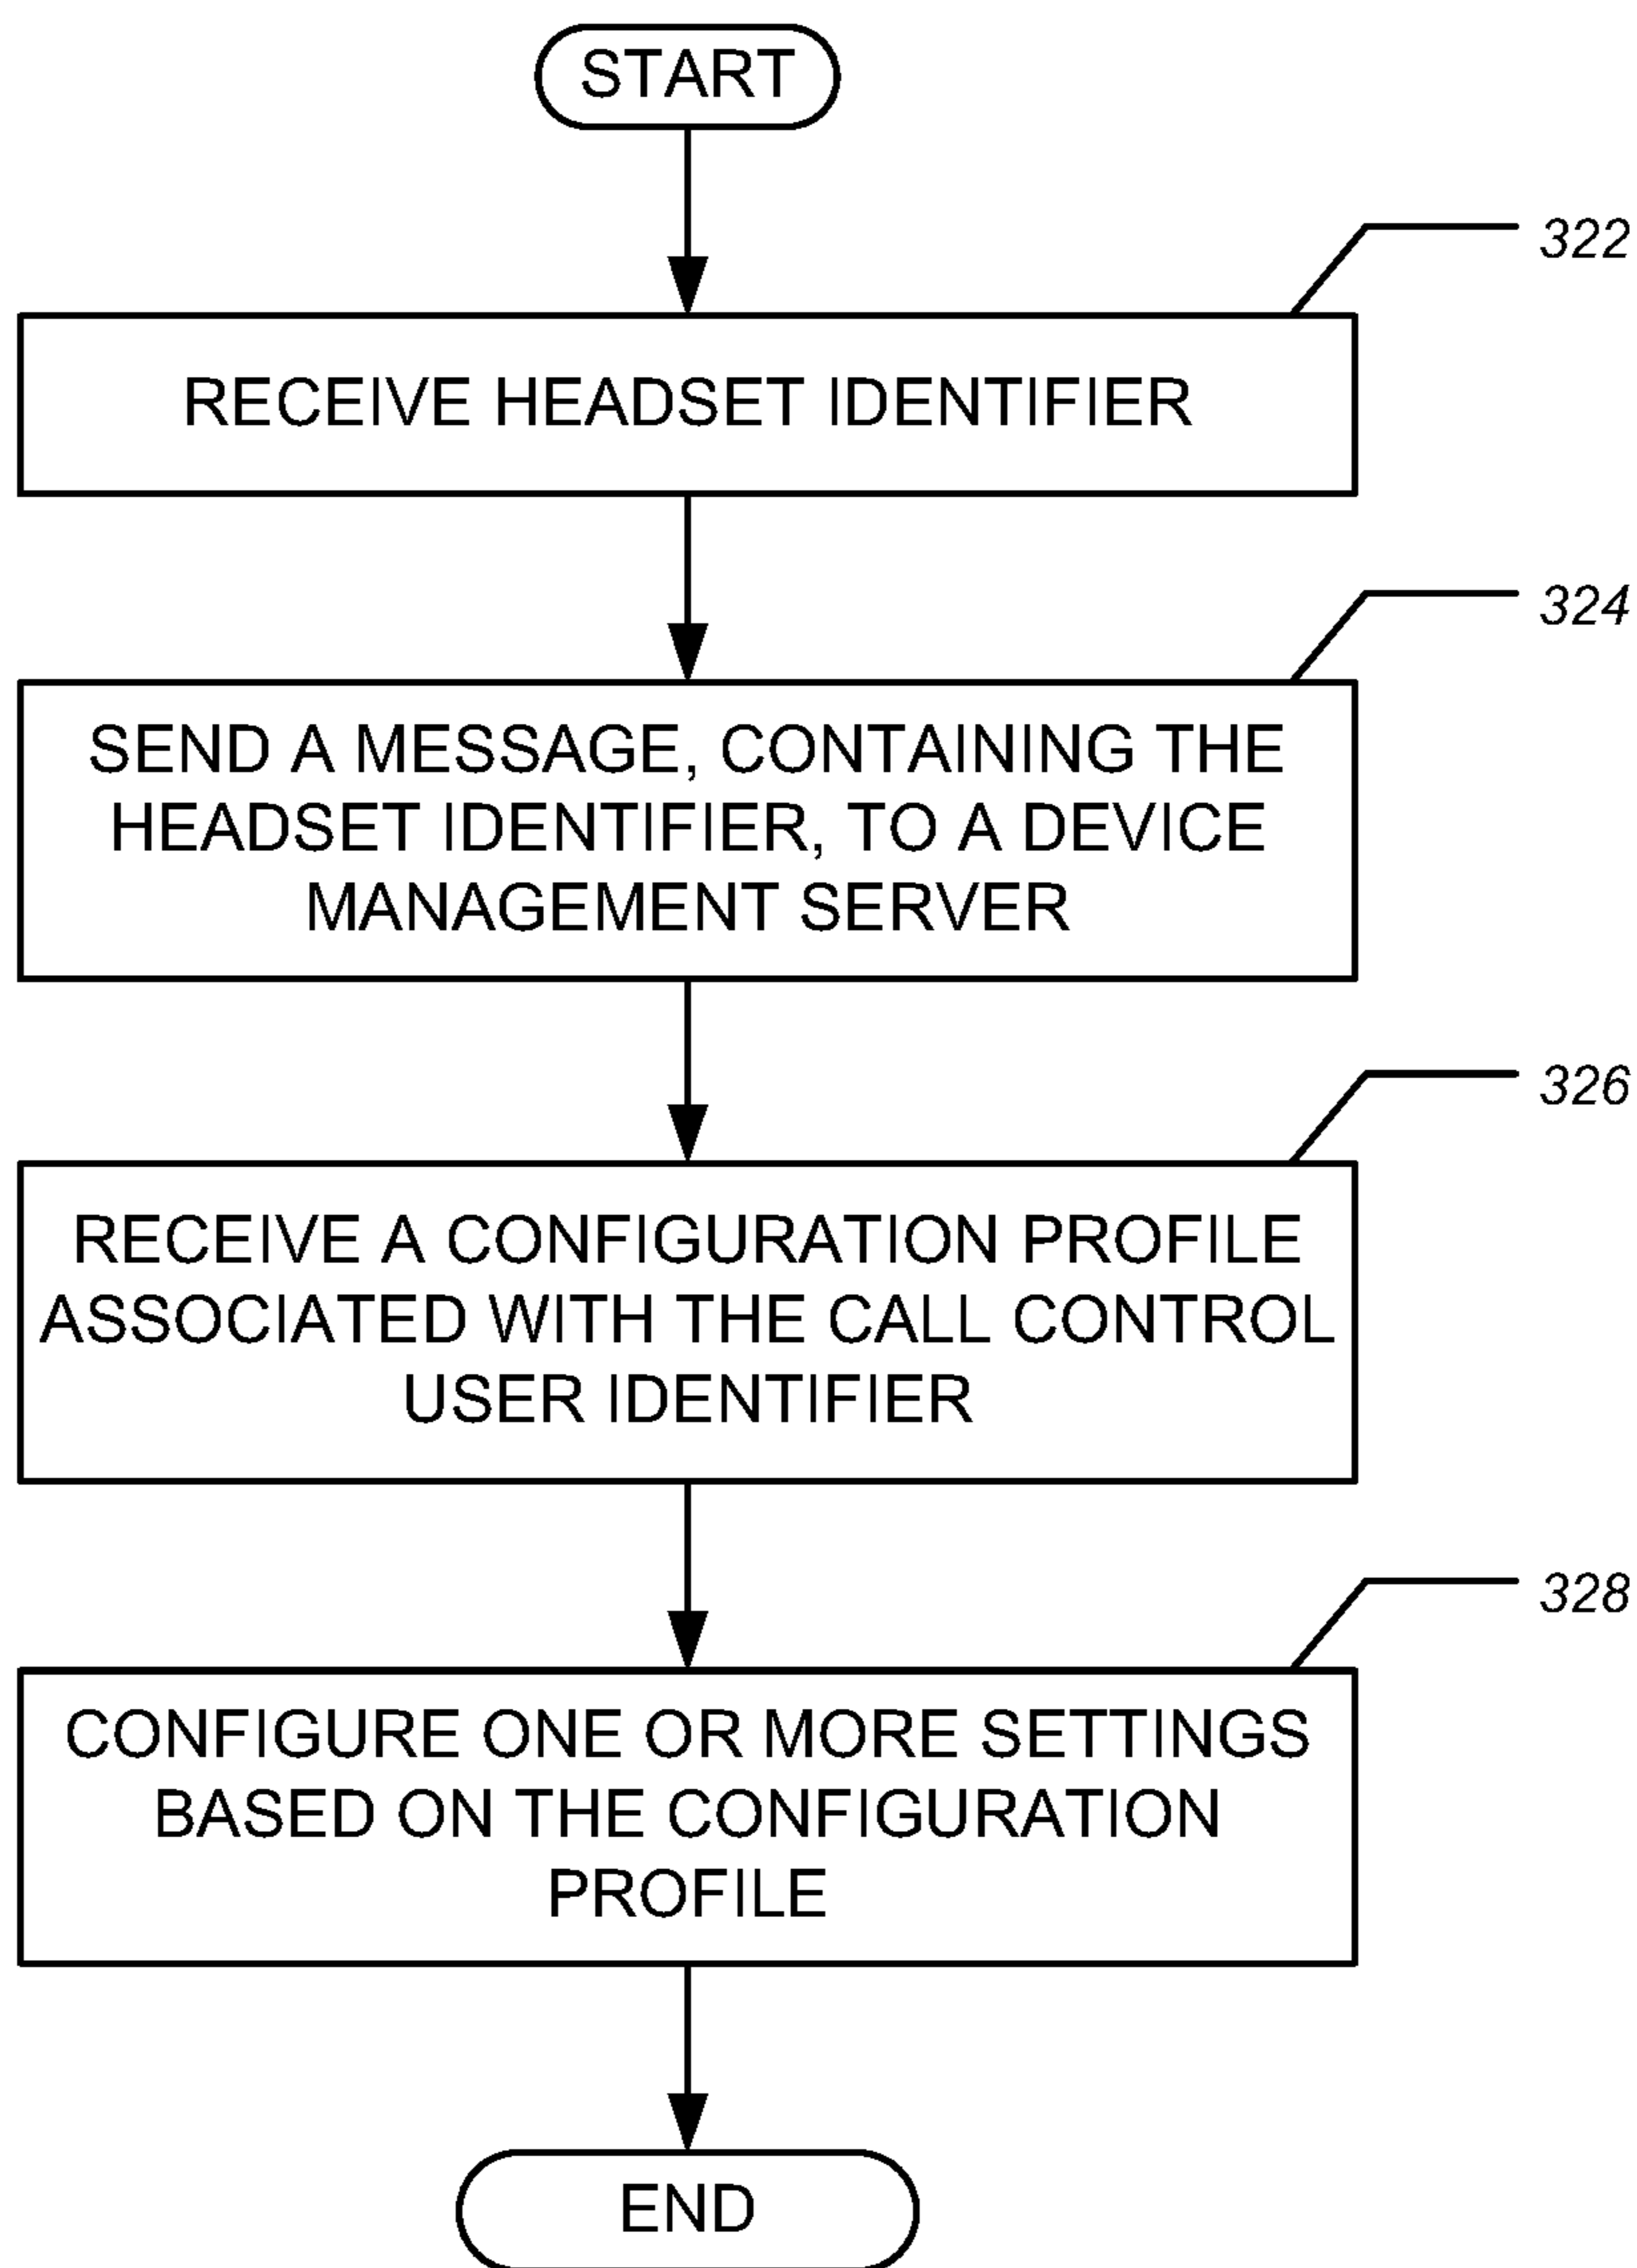 START
322
RECEIVE HEADSET IDENTIFIER
324
SEND A MESSAGE, CONTAINING THE
HEADSET IDENTIFIER, TO A DEVICE
MANAGEMENT SERVER
326
RECEIVE A CONFIGURATION PROFILE
ASSOCIATED WITH THE CALL CONTROL
USER IDENTIFIER
328
CONFIGURE ONE OR MORE SETTINGS
BASED ON THE CONFIGURATION
PROFILE
END